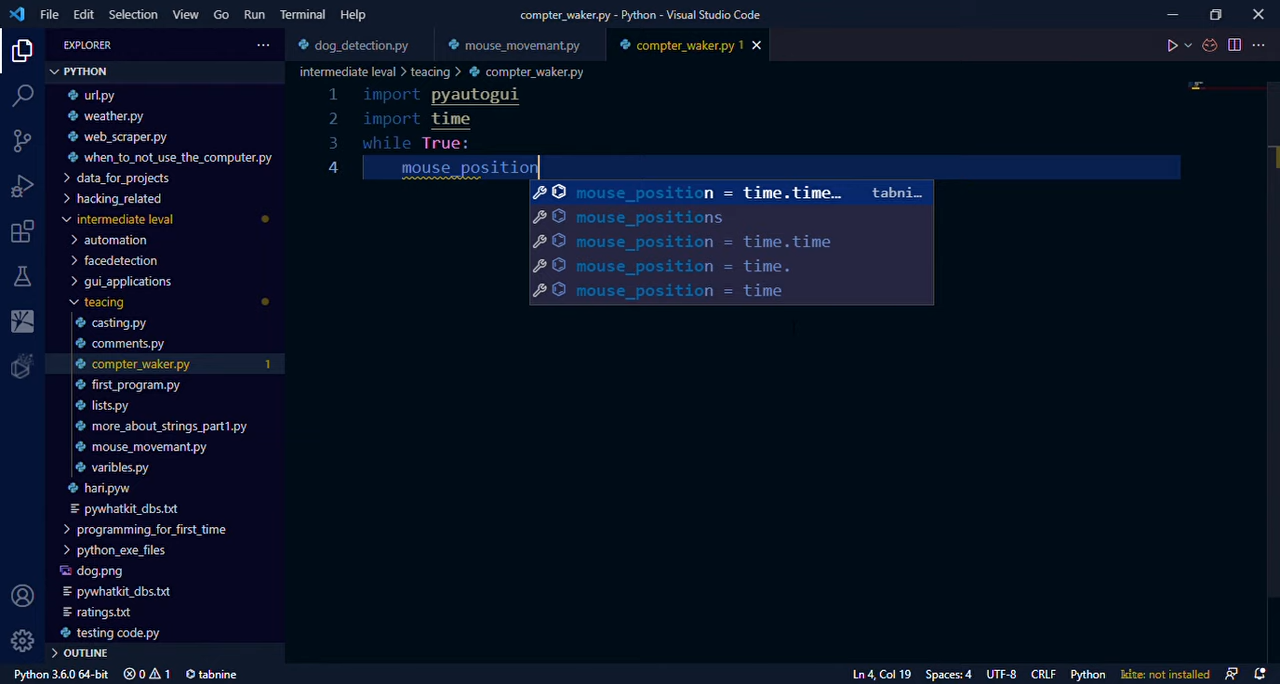 File Edit Selection View Go Run Terminal Help compter_waker.py - Python - Visual Studio Code
EXPLORER
dog_detection.py mouse_movemant.py compter_waker.py 1
PYTHON
intermediate leval > teacing > compter_waker.py
url.py
weather.py
web_scraper.py
when_to_not_use_the_computer.py
data_for_projects
hacking_related
intermediate leval
automation
facedetection
gui_applications
teacing
casting.py
comments.py
compter_waker.py 1
first_program.py
lists.py
more_about_strings_part1.py
mouse_movemant.py
varibles.py
hari.pyw
pywhatkit_dbs.txt
programming_for_first_time
python_exe_files
dog.png
pywhatkit_dbs.txt
ratings.txt
testing code.py
OUTLINE
1 import pyautogui
2 import time
3 while True:
4 mouse_position
mouse_position = time.time… tabni…
mouse_positions
mouse_position = time.time
mouse_position = time.
mouse_position = time
Python 3.6.0 64-bit 0 1 tabnine Ln 4, Col 19 Spaces: 4 UTF-8 CRLF Python kite: not installed